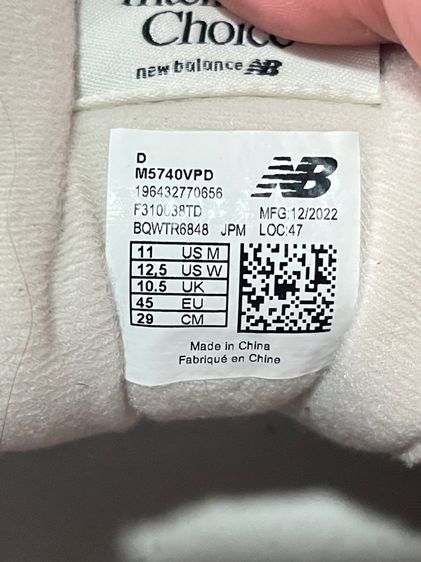 Choice
new balance NB
D
M5740VPD
196432770656
F310038TD MFG:12/2022
BQWTR6848 JPM LOC:47
11 US M
12,5 US W
10.5 UK
45 EU
29 CM
NB
Made in China
Fabriqué en Chine